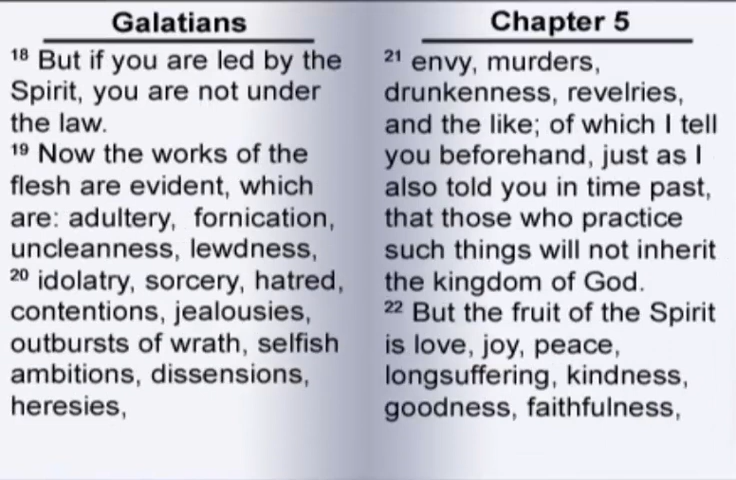 Galatians
¹⁸ But if you are led by the
Spirit, you are not under
the law.
¹⁹ Now the works of the
flesh are evident, which
are: adultery, fornication,
uncleanness, lewdness,
²⁰ idolatry, sorcery, hatred,
contentions, jealousies,
outbursts of wrath, selfish
ambitions, dissensions,
heresies,
Chapter 5
²¹ envy, murders,
drunkenness, revelries,
and the like; of which I tell
you beforehand, just as I
also told you in time past,
that those who practice
such things will not inherit
the kingdom of God.
²² But the fruit of the Spirit
is love, joy, peace,
longsuffering, kindness,
goodness, faithfulness,